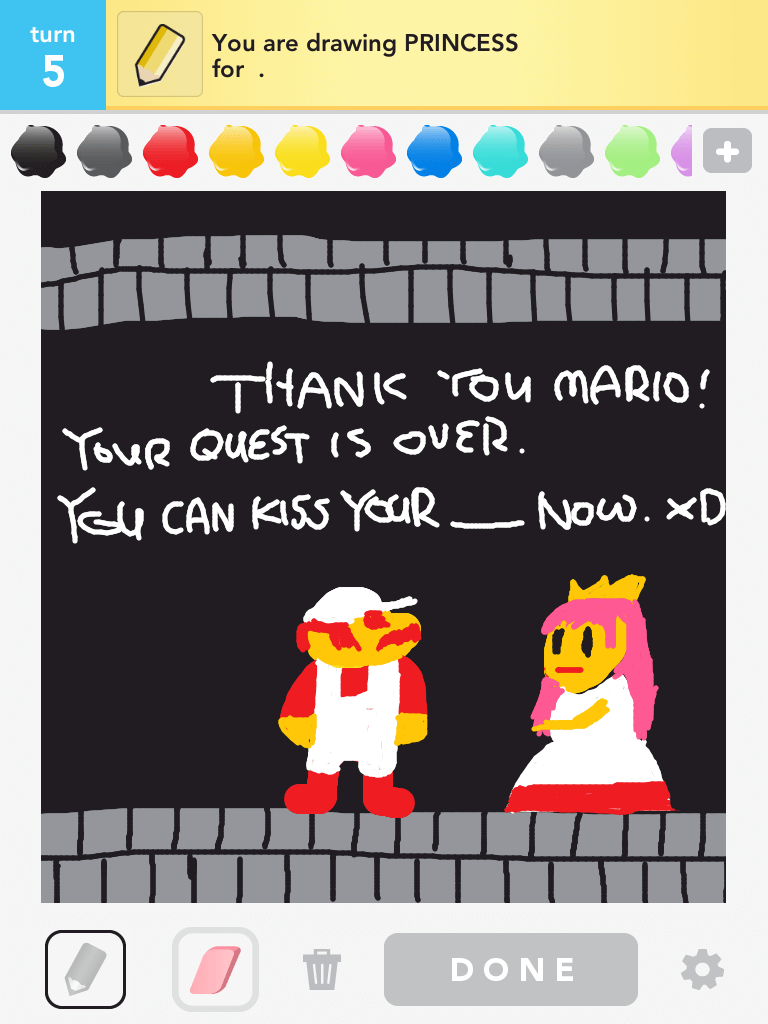 turn
5
You are drawing PRINCESS
for .
THANK YOU MARIO!
YOUR QUEST IS OVER.
YOU CAN KISS YOUR ___ NOW. XD
DONE